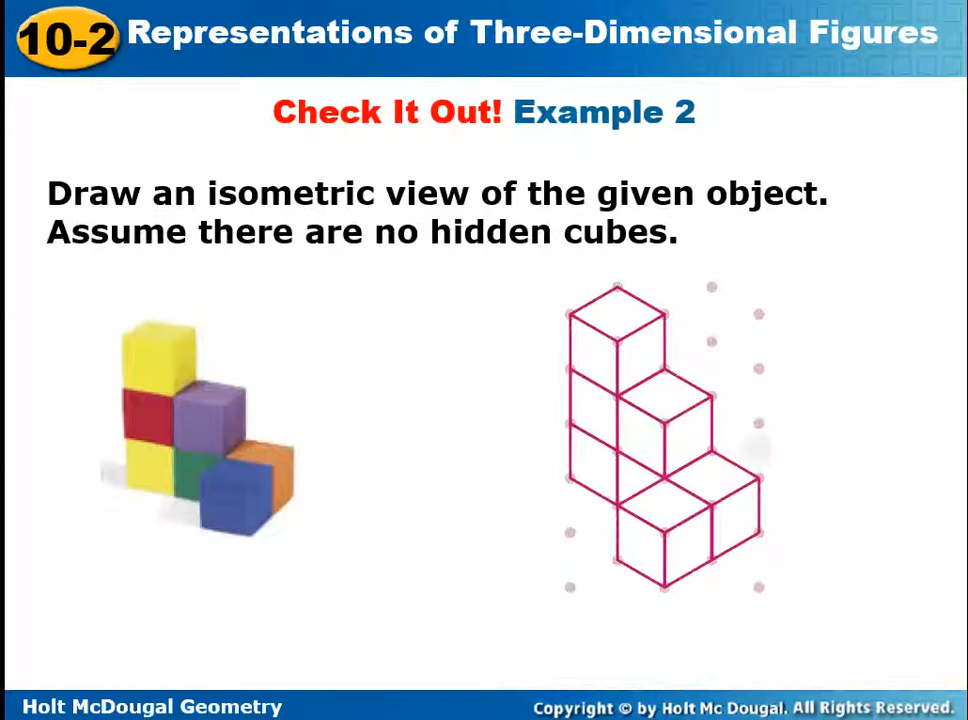 10-2 Representations of Three-Dimensional Figures
Check It Out! Example 2
Draw an isometric view of the given object.
Assume there are no hidden cubes.
Holt McDougal Geometry
Copyright © by Holt Mc Dougal. All Rights Reserved.